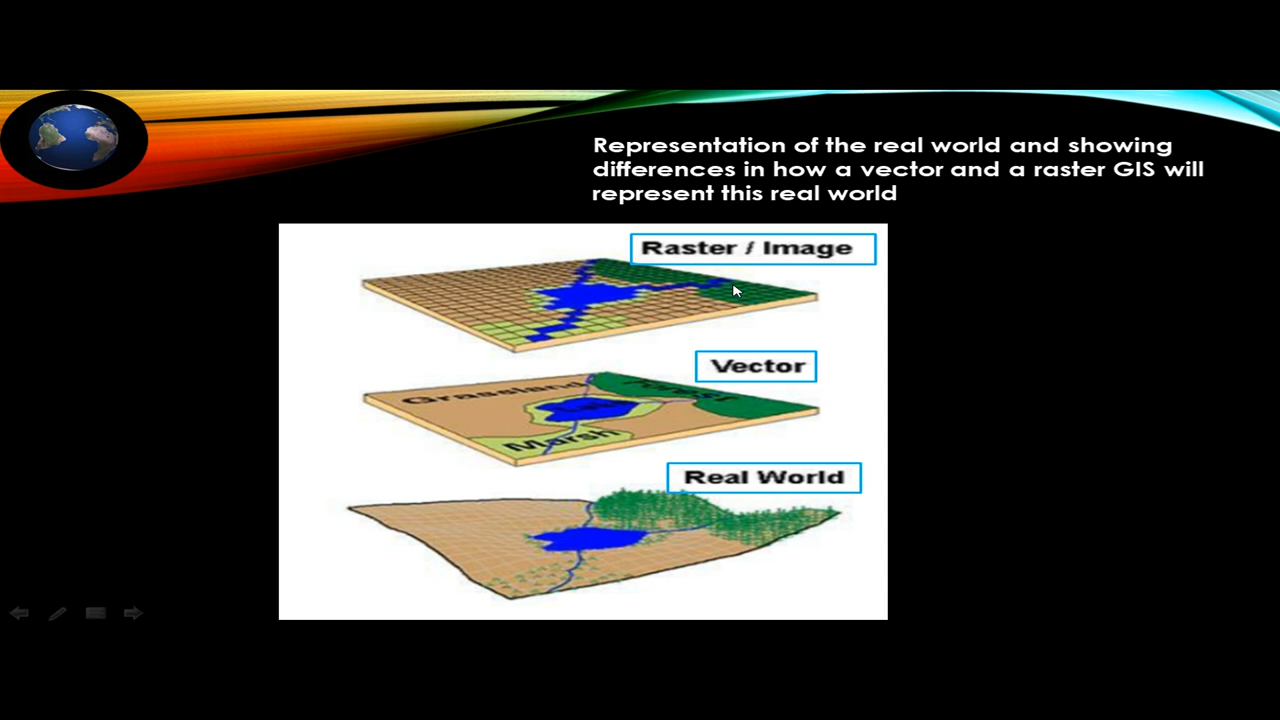 Representation of the real world and showing
differences in how a vector and a raster GIS will
represent this real world
Raster / Image
Vector
Grassland
Marsh
Real World